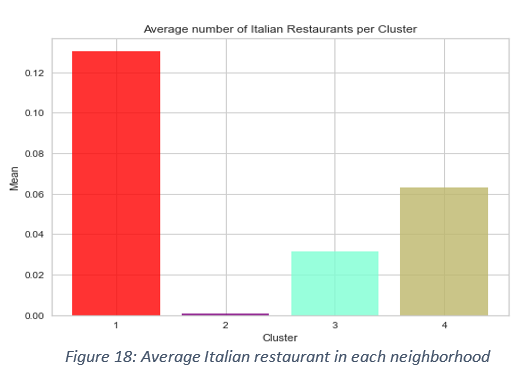 Average number of Italian Restaurants per Cluster
0.12
0.10
0.08
0.06
0.04
0.02
0.00
Mean
1 2 3 4
Cluster
Figure 18: Average Italian restaurant in each neighborhood